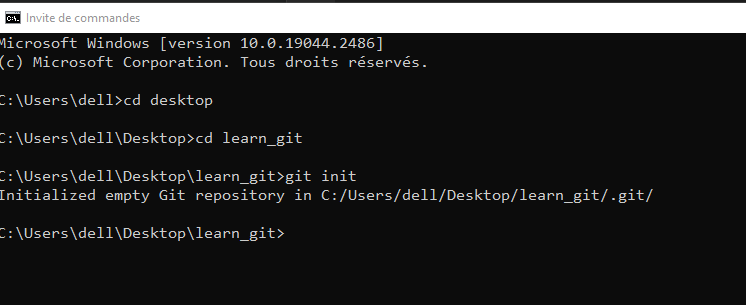 Invite de commandes
Microsoft Windows [version 10.0.19044.2486]
(c) Microsoft Corporation. Tous droits réservés.
C:\Users\dell>cd desktop
C:\Users\dell\Desktop>cd learn_git
C:\Users\dell\Desktop\learn_git>git init
Initialized empty Git repository in C:/Users/dell/Desktop/learn_git/.git/
C:\Users\dell\Desktop\learn_git>